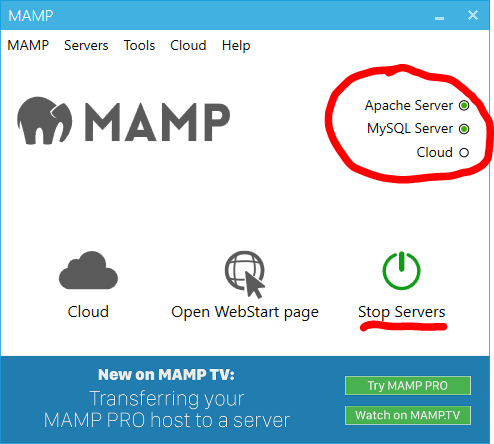 MAMP
MAMP Servers Tools Cloud Help
MAMP
Apache Server
MySQL Server
Cloud
Cloud
Open WebStart page
Stop Servers
New on MAMP TV:
Transferring your
MAMP PRO host to a server
Try MAMP PRO
Watch on MAMP.TV